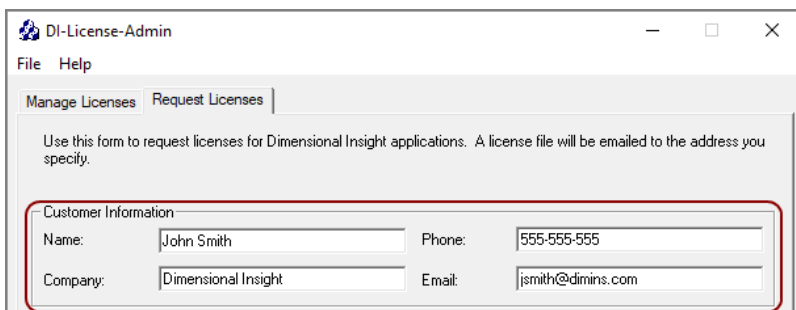 DI-License-Admin
File Help
Manage Licenses Request Licenses
Use this form to request licenses for Dimensional Insight applications. A license file will be emailed to the address you
specify.
Customer Information
Name: John Smith Phone: 555-555-555
Company: Dimensional Insight Email: jsmith@dimins.com